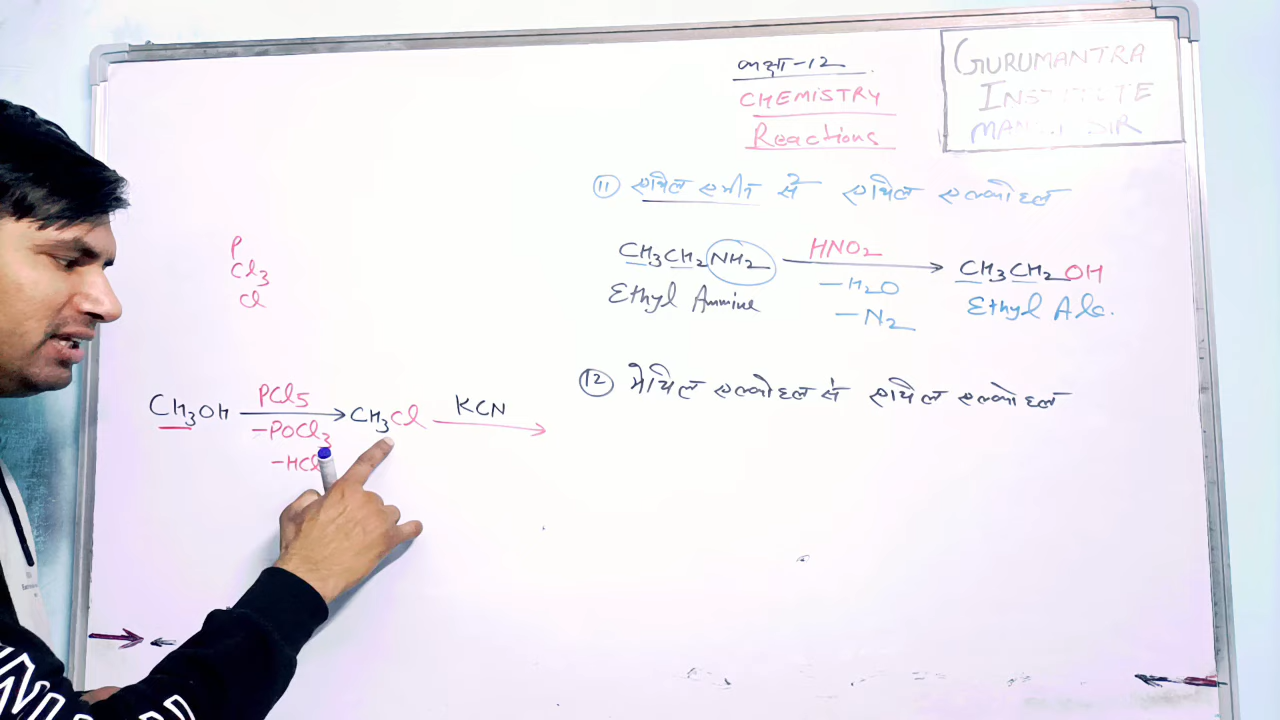 कक्षा-12
CHEMISTRY
Reactions
GURUMANTRA
INSTITUTE
⑪ एथिल एमीन से एथिल एल्कोहल
CH3CH2NH2 HNO2 CH3CH2OH
-H2O
-N2
Ethyl Ammine Ethyl Alc.
⑫ मेथिल एल्कोहल से एथिल एल्कोहल
P
Cl3
Cl
CH3OH PCl5 CH3Cl KCN
-POCl3
-HCl